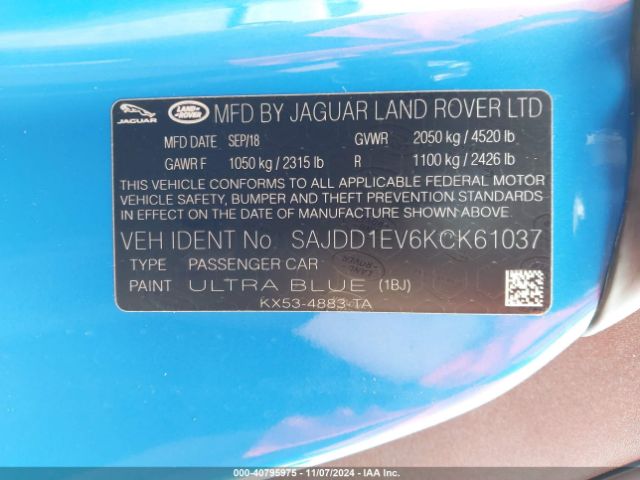 JAGUAR LAND-ROVER MFD BY JAGUAR LAND ROVER LTD
MFD DATE SEP/18 GVWR 2050 kg / 4520 lb
GAWR F 1050 kg / 2315 lb R 1100 kg / 2426 lb
THIS VEHICLE CONFORMS TO ALL APPLICABLE FEDERAL MOTOR
VEHICLE SAFETY, BUMPER AND THEFT PREVENTION STANDARDS
IN EFFECT ON THE DATE OF MANUFACTURE SHOWN ABOVE.
VEH IDENT No. SAJDD1EV6KCK61037
TYPE PASSENGER CAR
PAINT ULTRA BLUE (1BJ)
KX53-4883-TA
000 - 40795975 - 11/07/2024 - IAA Inc.